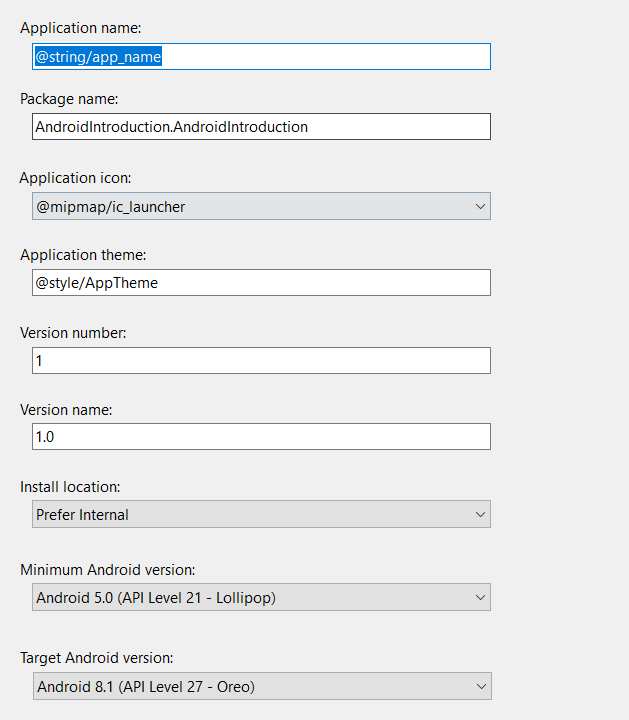 Application name:
@string/app_name
Package name:
AndroidIntroduction.AndroidIntroduction
Application icon:
@mipmap/ic_launcher
Application theme:
@style/AppTheme
Version number:
1
Version name:
1.0
Install location:
Prefer Internal
Minimum Android version:
Android 5.0 (API Level 21 - Lollipop)
Target Android version:
Android 8.1 (API Level 27 - Oreo)